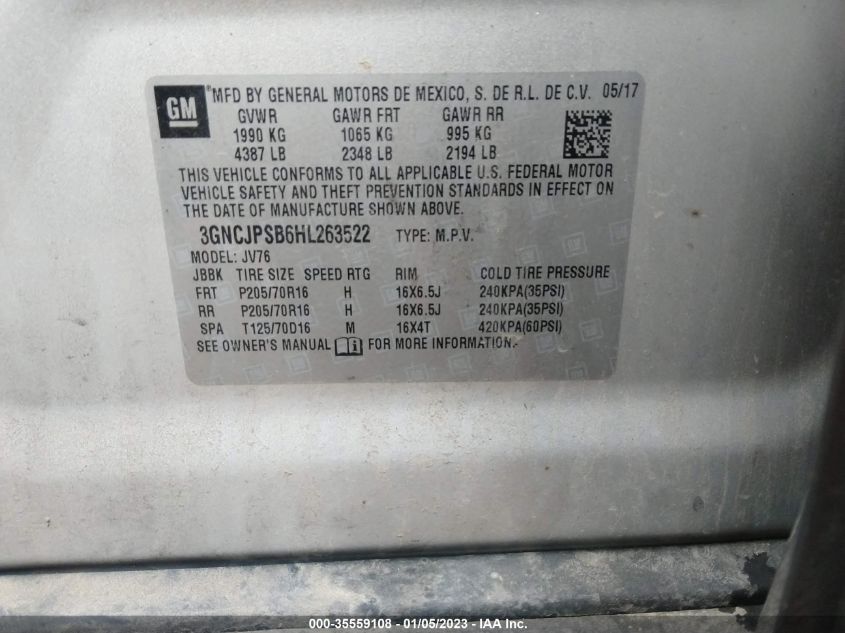 GM
®MFD BY GENERAL MOTORS DE MEXICO, S. DE R.L. DE C.V. 05/17
GVWR GAWR FRT GAWR RR
1990 KG 1065 KG 995 KG
4387 LB 2348 LB 2194 LB
THIS VEHICLE CONFORMS TO ALL APPLICABLE U.S. FEDERAL MOTOR
VEHICLE SAFETY AND THEFT PREVENTION STANDARDS IN EFFECT ON
THE DATE OF MANUFACTURE SHOWN ABOVE.
3GNCJPSB6HL263522 TYPE: M.P.V.
MODEL: JV76
JBBK TIRE SIZE SPEED RTG RIM COLD TIRE PRESSURE
FRT P205/70R16 H 16X6.5J 240KPA(35PSI)
RR P205/70R16 H 16X6.5J 240KPA(35PSI)
SPA T125/70D16 M 16X4T 420KPA(60PSI)
SEE OWNER'S MANUAL FOR MORE INFORMATION.
000-35559108 - 01/05/2023 - © IAA Inc.